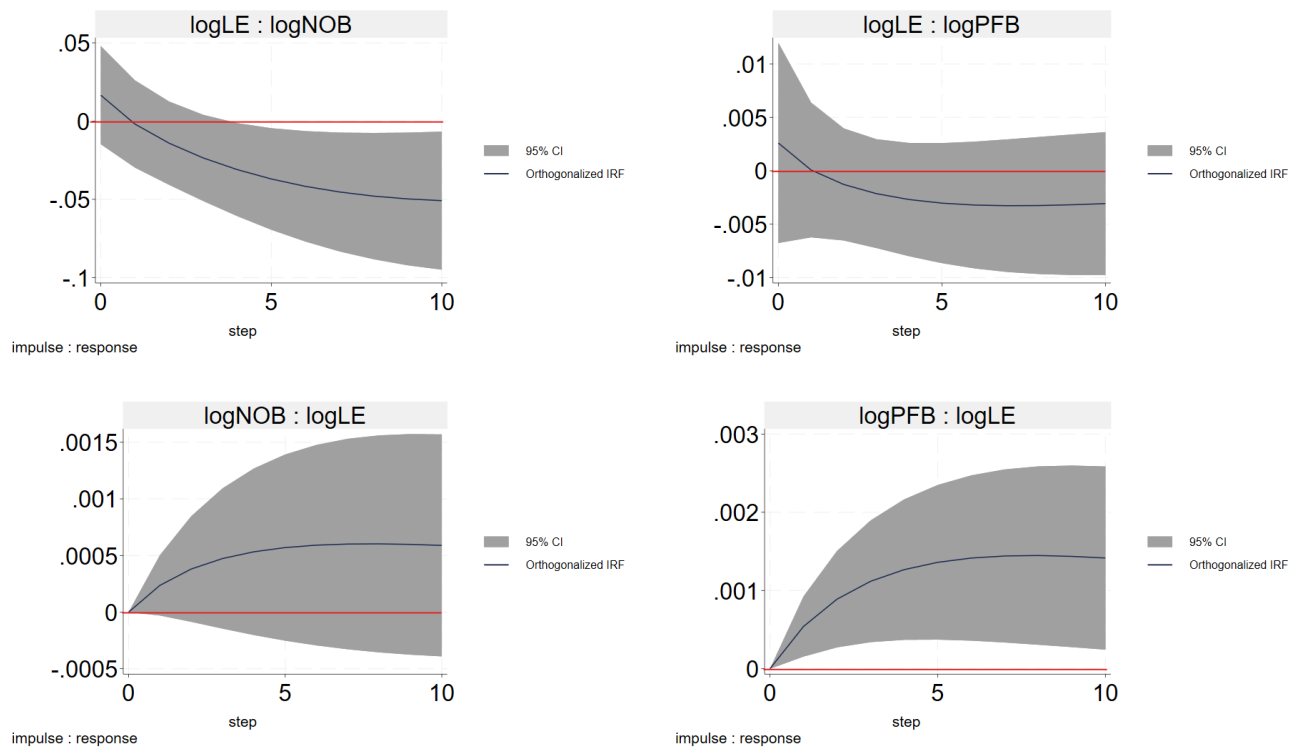 logLE : logNOB
.05
0
-.05
-.1
0 5 10
step
impulse : response
95% CI
Orthogonalized IRF
logLE : logPFB
.01
.005
0
-.005
-.01
0 5 10
step
impulse : response
95% CI
Orthogonalized IRF
logNOB : logLE
.0015
.001
.0005
0
-.0005
0 5 10
step
impulse : response
95% CI
Orthogonalized IRF
logPFB : logLE
.003
.002
.001
0
0 5 10
step
impulse : response
95% CI
Orthogonalized IRF